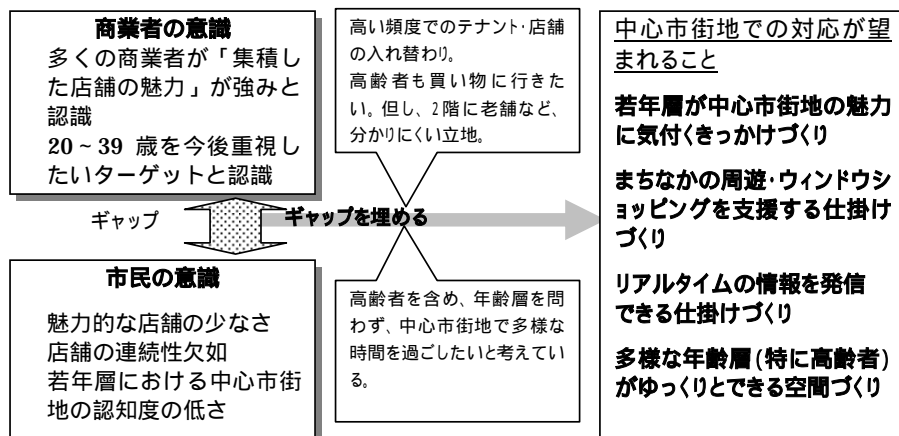 商業者の意識
多くの商業者が「集積し
た店舗の魅力」が強みと
認識
20～39 歳を今後重視し
たいターゲットと認識
ギャップ
市民の意識
魅力的な店舗の少なさ
店舗の連続性欠如
若年層における中心市街
地の認知度の低さ
高い頻度でのテナント・店舗
の入れ替わり。
高齢者も買い物に行きた
い。但し、2階に老舗など、
分かりにくい立地。
ギャップを埋める
高齢者を含め、年齢層を問
わず、中心市街地で多様な
時間を過ごしたいと考えてい
る。
中心市街地での対応が望
まれること
若年層が中心市街地の魅力
に気付くきっかけづくり
まちなかの周遊・ウィンドウショ
ッピングを支援する仕掛け
づくり
リアルタイムの情報を発信
できる仕掛けづくり
多様な年齢層(特に高齢者)
がゆっくりとできる空間づくり